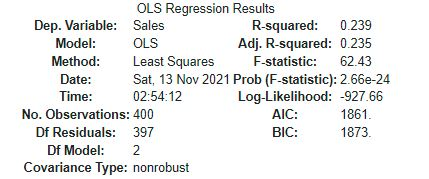 OLS Regression Results
Dep. Variable: Sales R-squared: 0.239
Model: OLS Adj. R-squared: 0.235
Method: Least Squares F-statistic: 62.43
Date: Sat, 13 Nov 2021 Prob (F-statistic): 2.66e-24
Time: 02:54:12 Log-Likelihood: -927.66
No. Observations: 400 AIC: 1861.
Df Residuals: 397 BIC: 1873.
Df Model: 2
Covariance Type: nonrobust